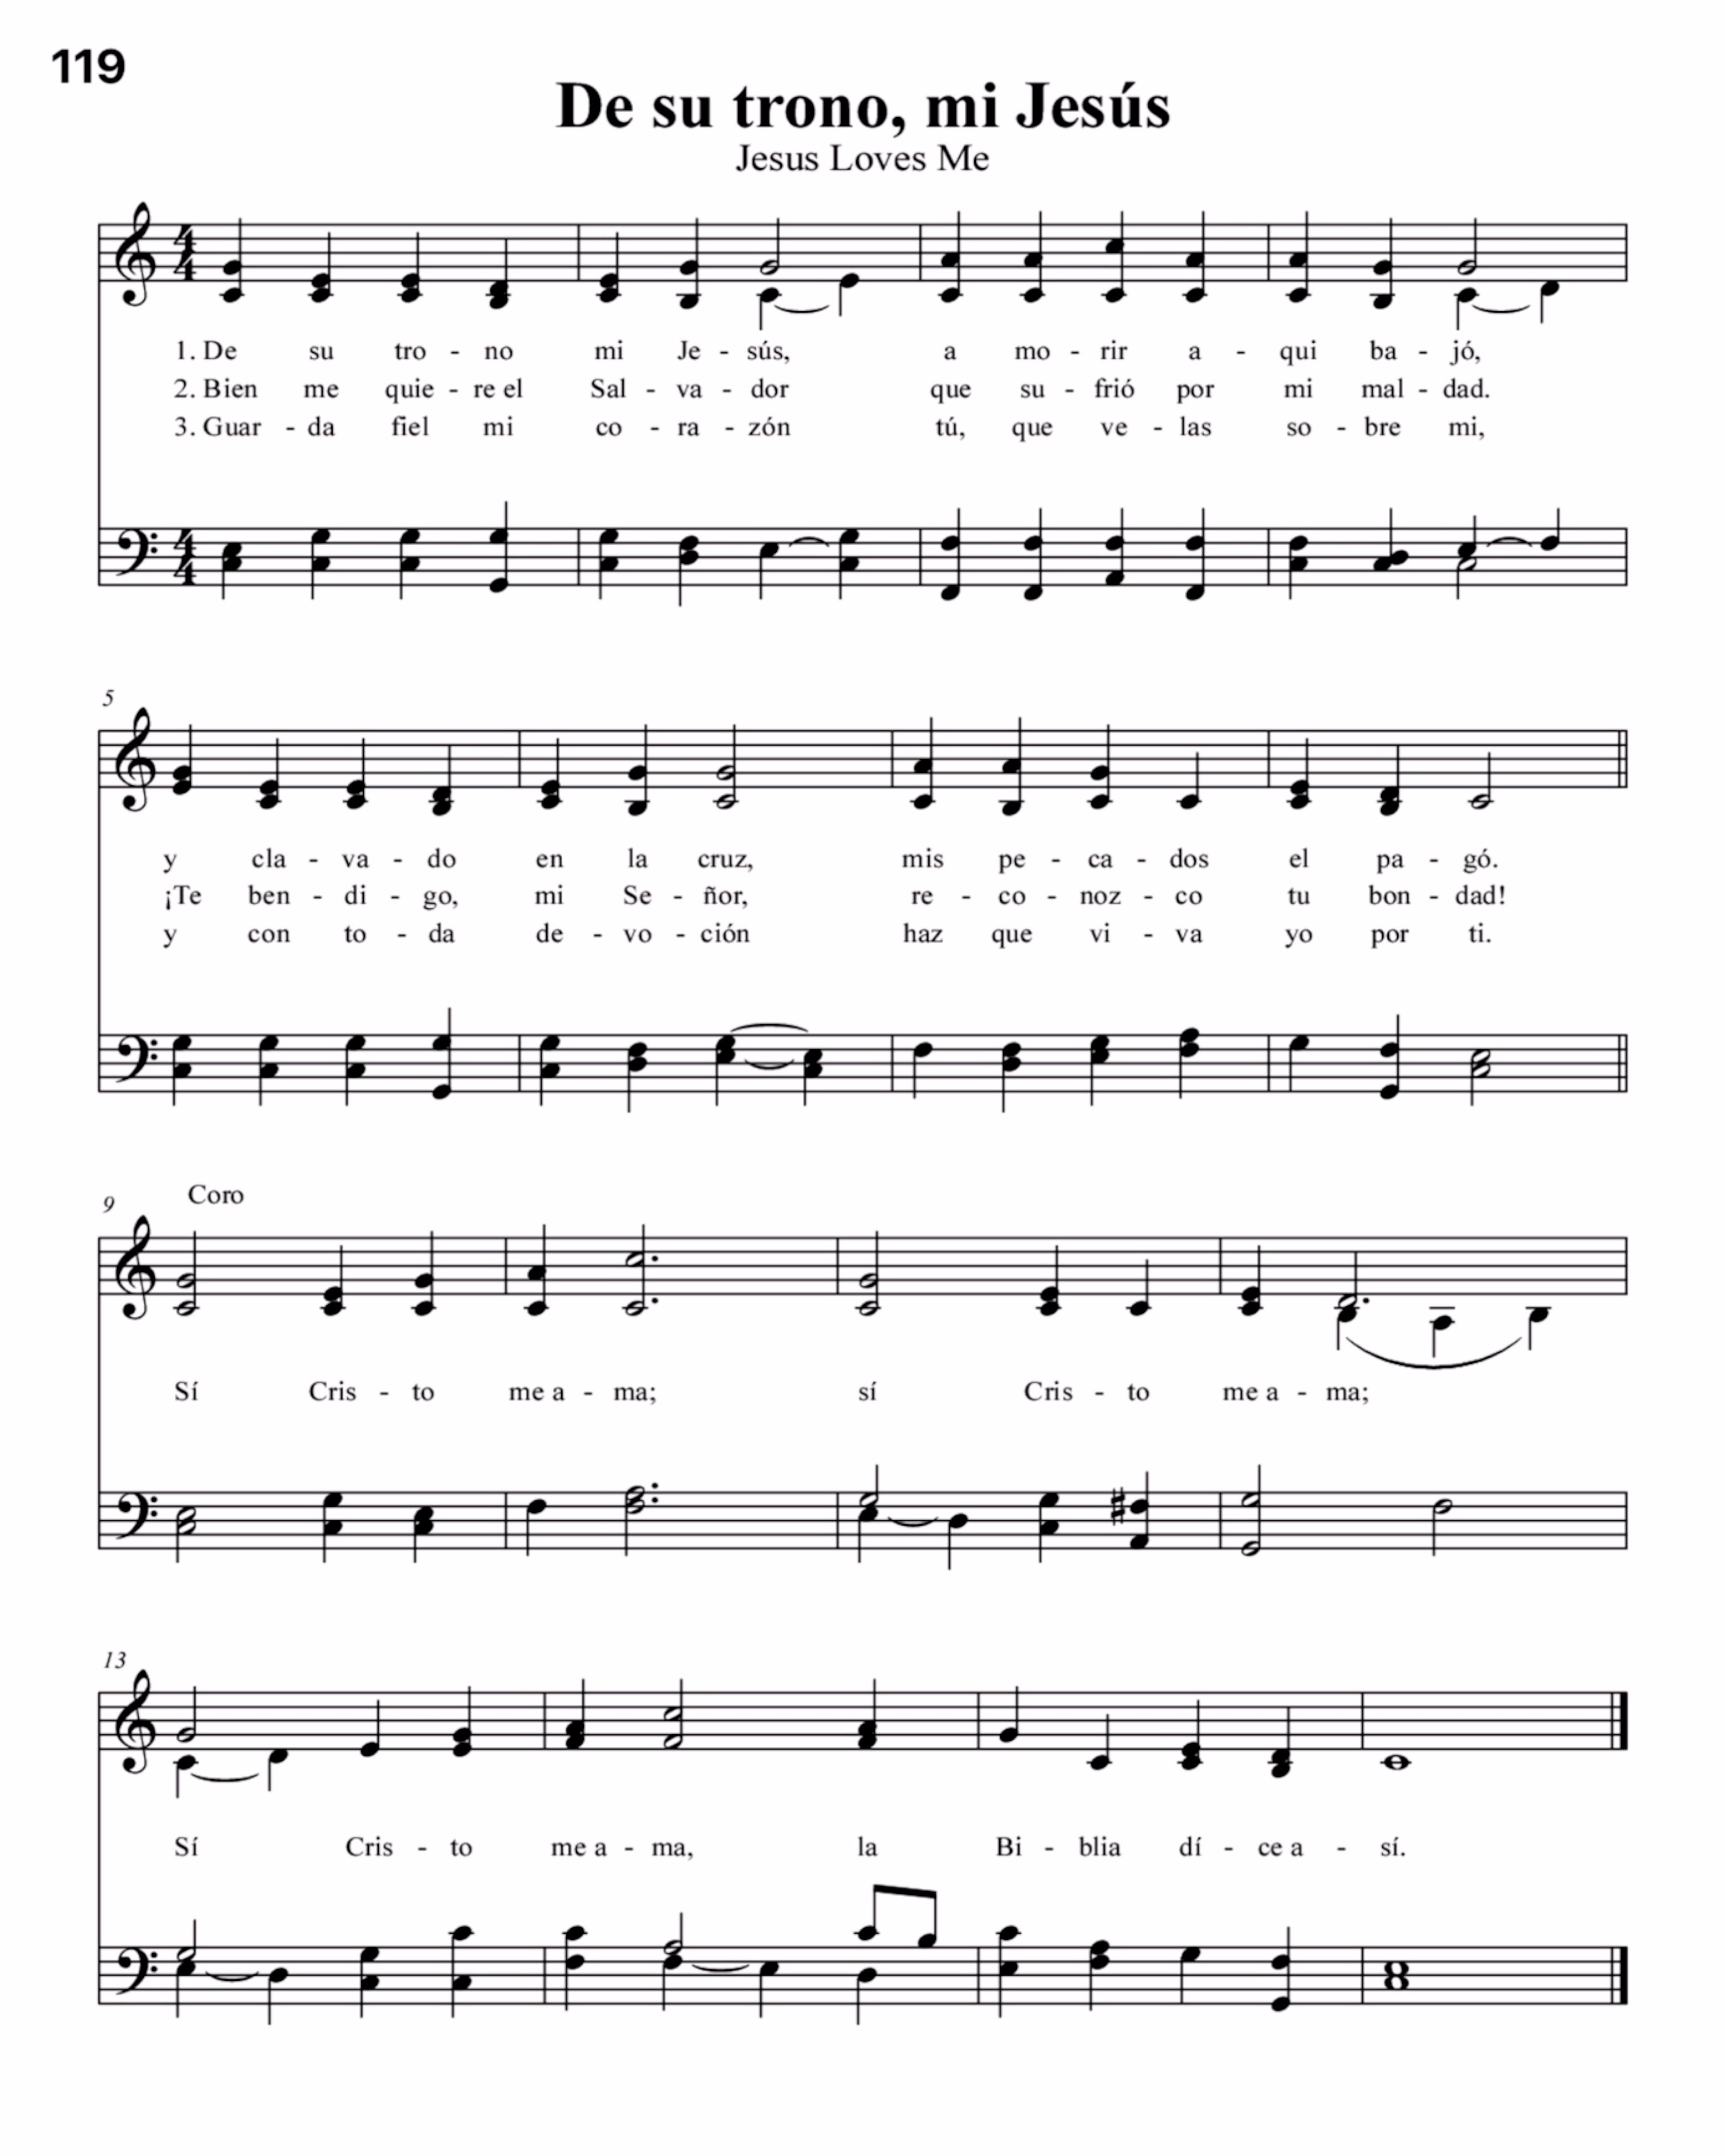 119
De su trono, mi Jesús
Jesus Loves Me
4 4
1. De su tro - no mi Je - sús, a mo - rir a - qui ba - jó,
2. Bien me quie - re el Sal - va - dor que su - frió por mi mal - dad.
3. Guar - da fiel mi co - ra - zón tú, que ve - las so - bre mi,
4 4
5
y cla - va - do en la cruz, mis pe - ca - dos el pa - gó.
¡Te ben - di - go, mi Se - ñor, re - co - noz - co tu bon - dad!
y con to - da de - vo - ción haz que vi - va yo por ti.
9 Coro
Sí Cris - to me a - ma; sí Cris - to me a - ma;
13
Sí Cris - to me a - ma, la Bi - blia dí - ce a - sí.